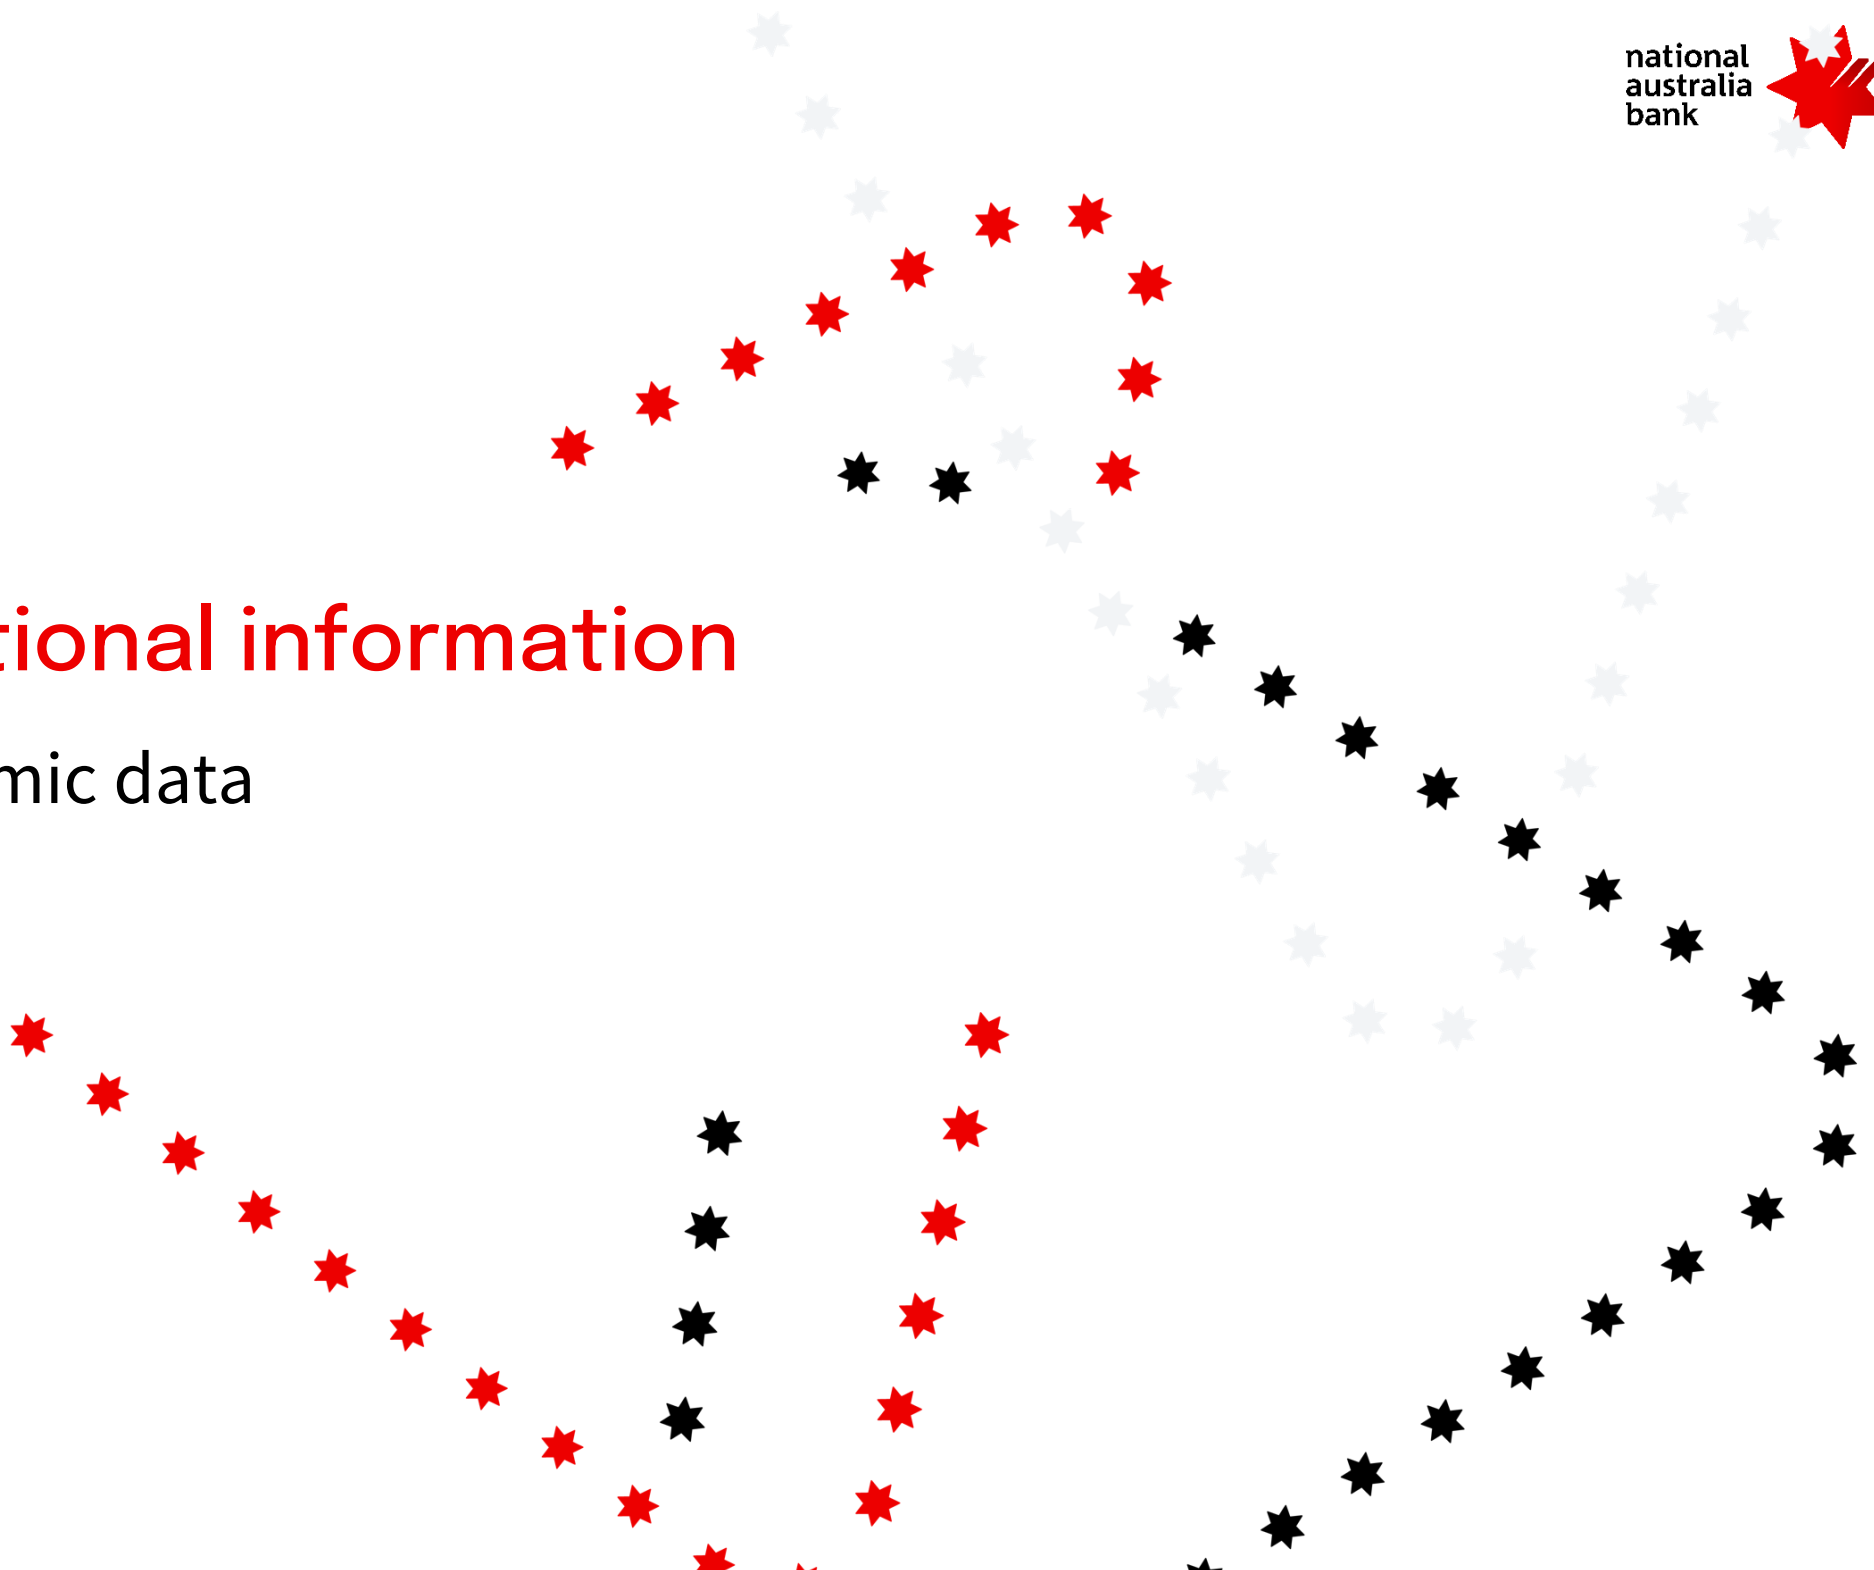 national
australia
bank
tional information
mic data